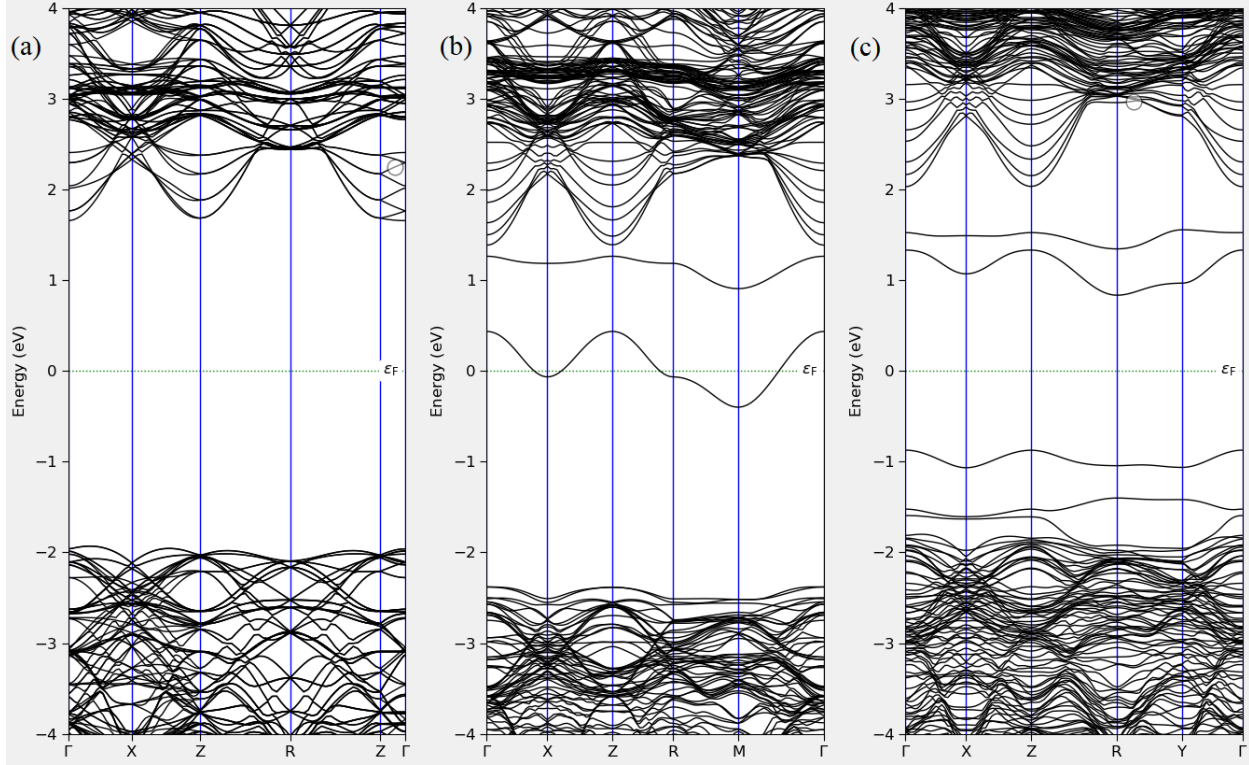 (a)
Energy (eV)
4
3
2
1
0
−1
−2
−3
−4
εF
Γ X Z R Z Γ
(b)
Energy (eV)
4
3
2
1
0
−1
−2
−3
−4
εF
Γ X Z R M Γ
(c)
Energy (eV)
4
3
2
1
0
−1
−2
−3
−4
εF
Γ X Z R Y Γ